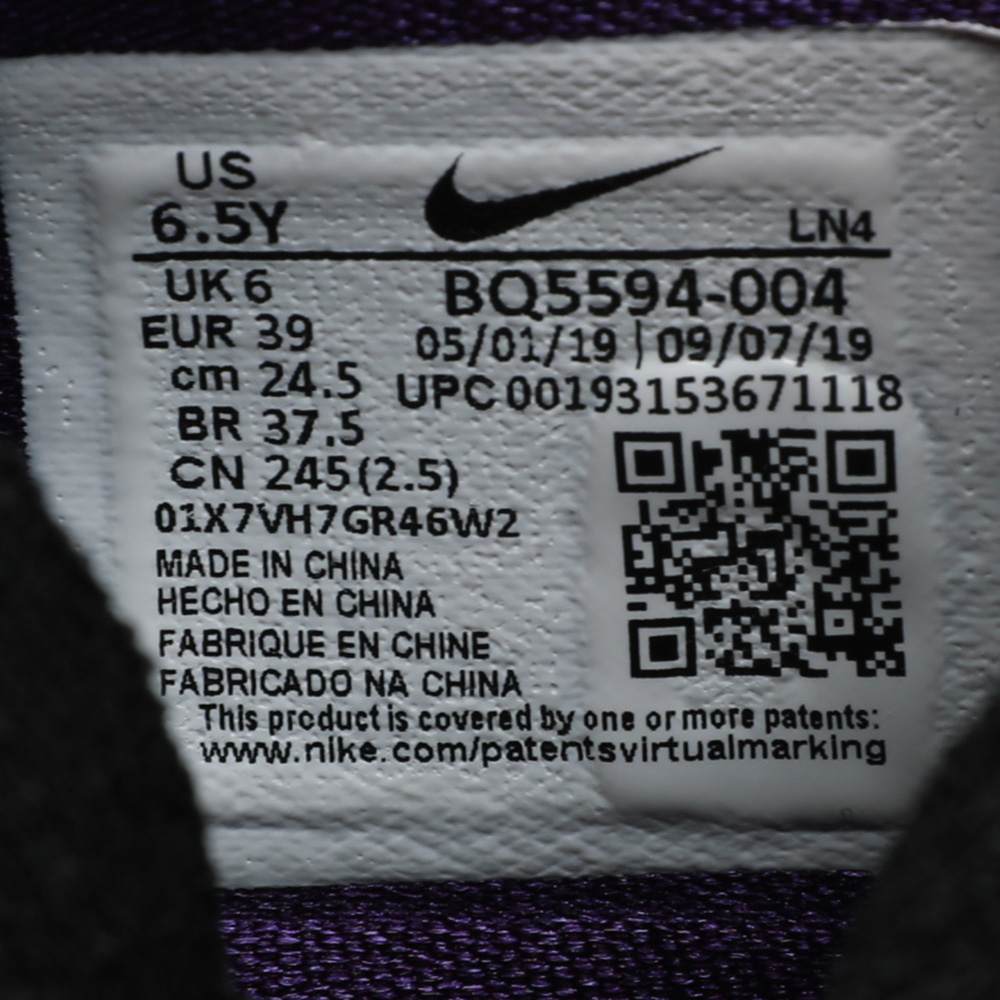 US
6.5Y
LN4
UK 6
BQ5594-004
EUR 39
05/01/19 | 09/07/19
cm 24.5
UPC 00193153671118
BR 37.5
CN 245(2.5)
01X7VH7GR46W2
MADE IN CHINA
HECHO EN CHINA
FABRIQUE EN CHINE
FABRICADO NA CHINA
This product is covered by one or more patents:
www.nike.com/patentsvirtualmarking